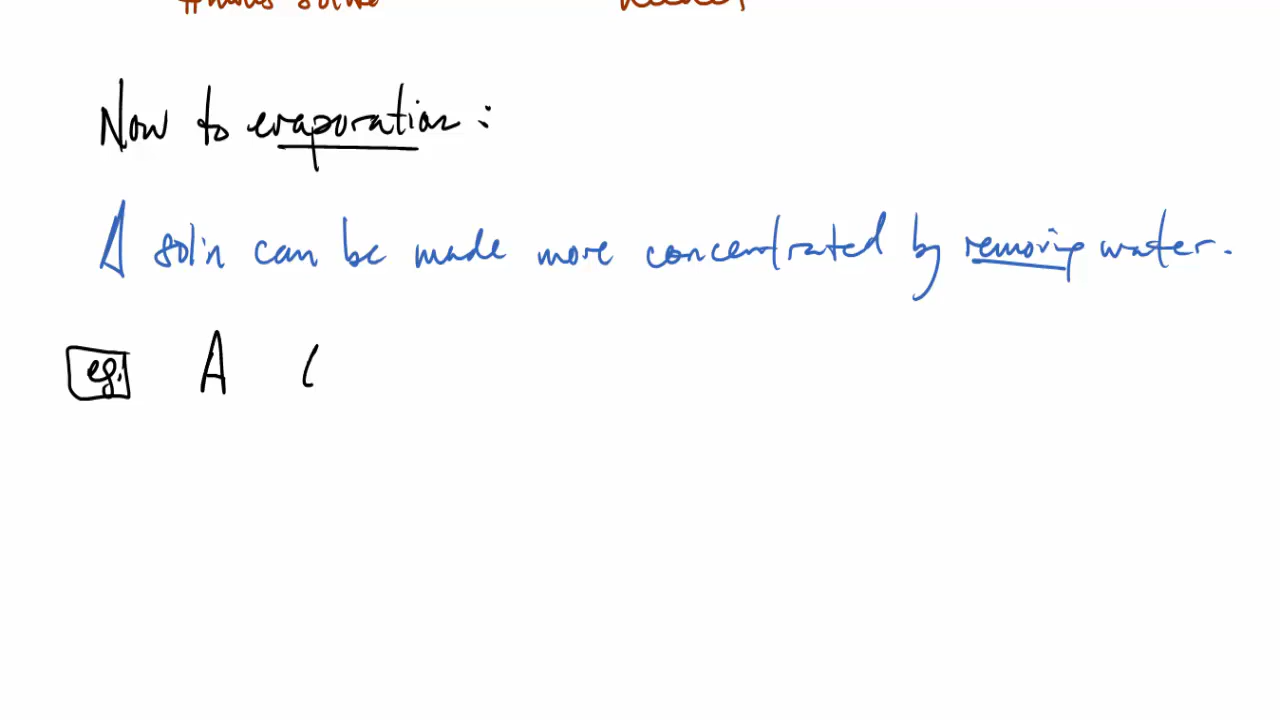 Now to evaporation:
A sol'n can be made more concentrated by removing water.
eg. A